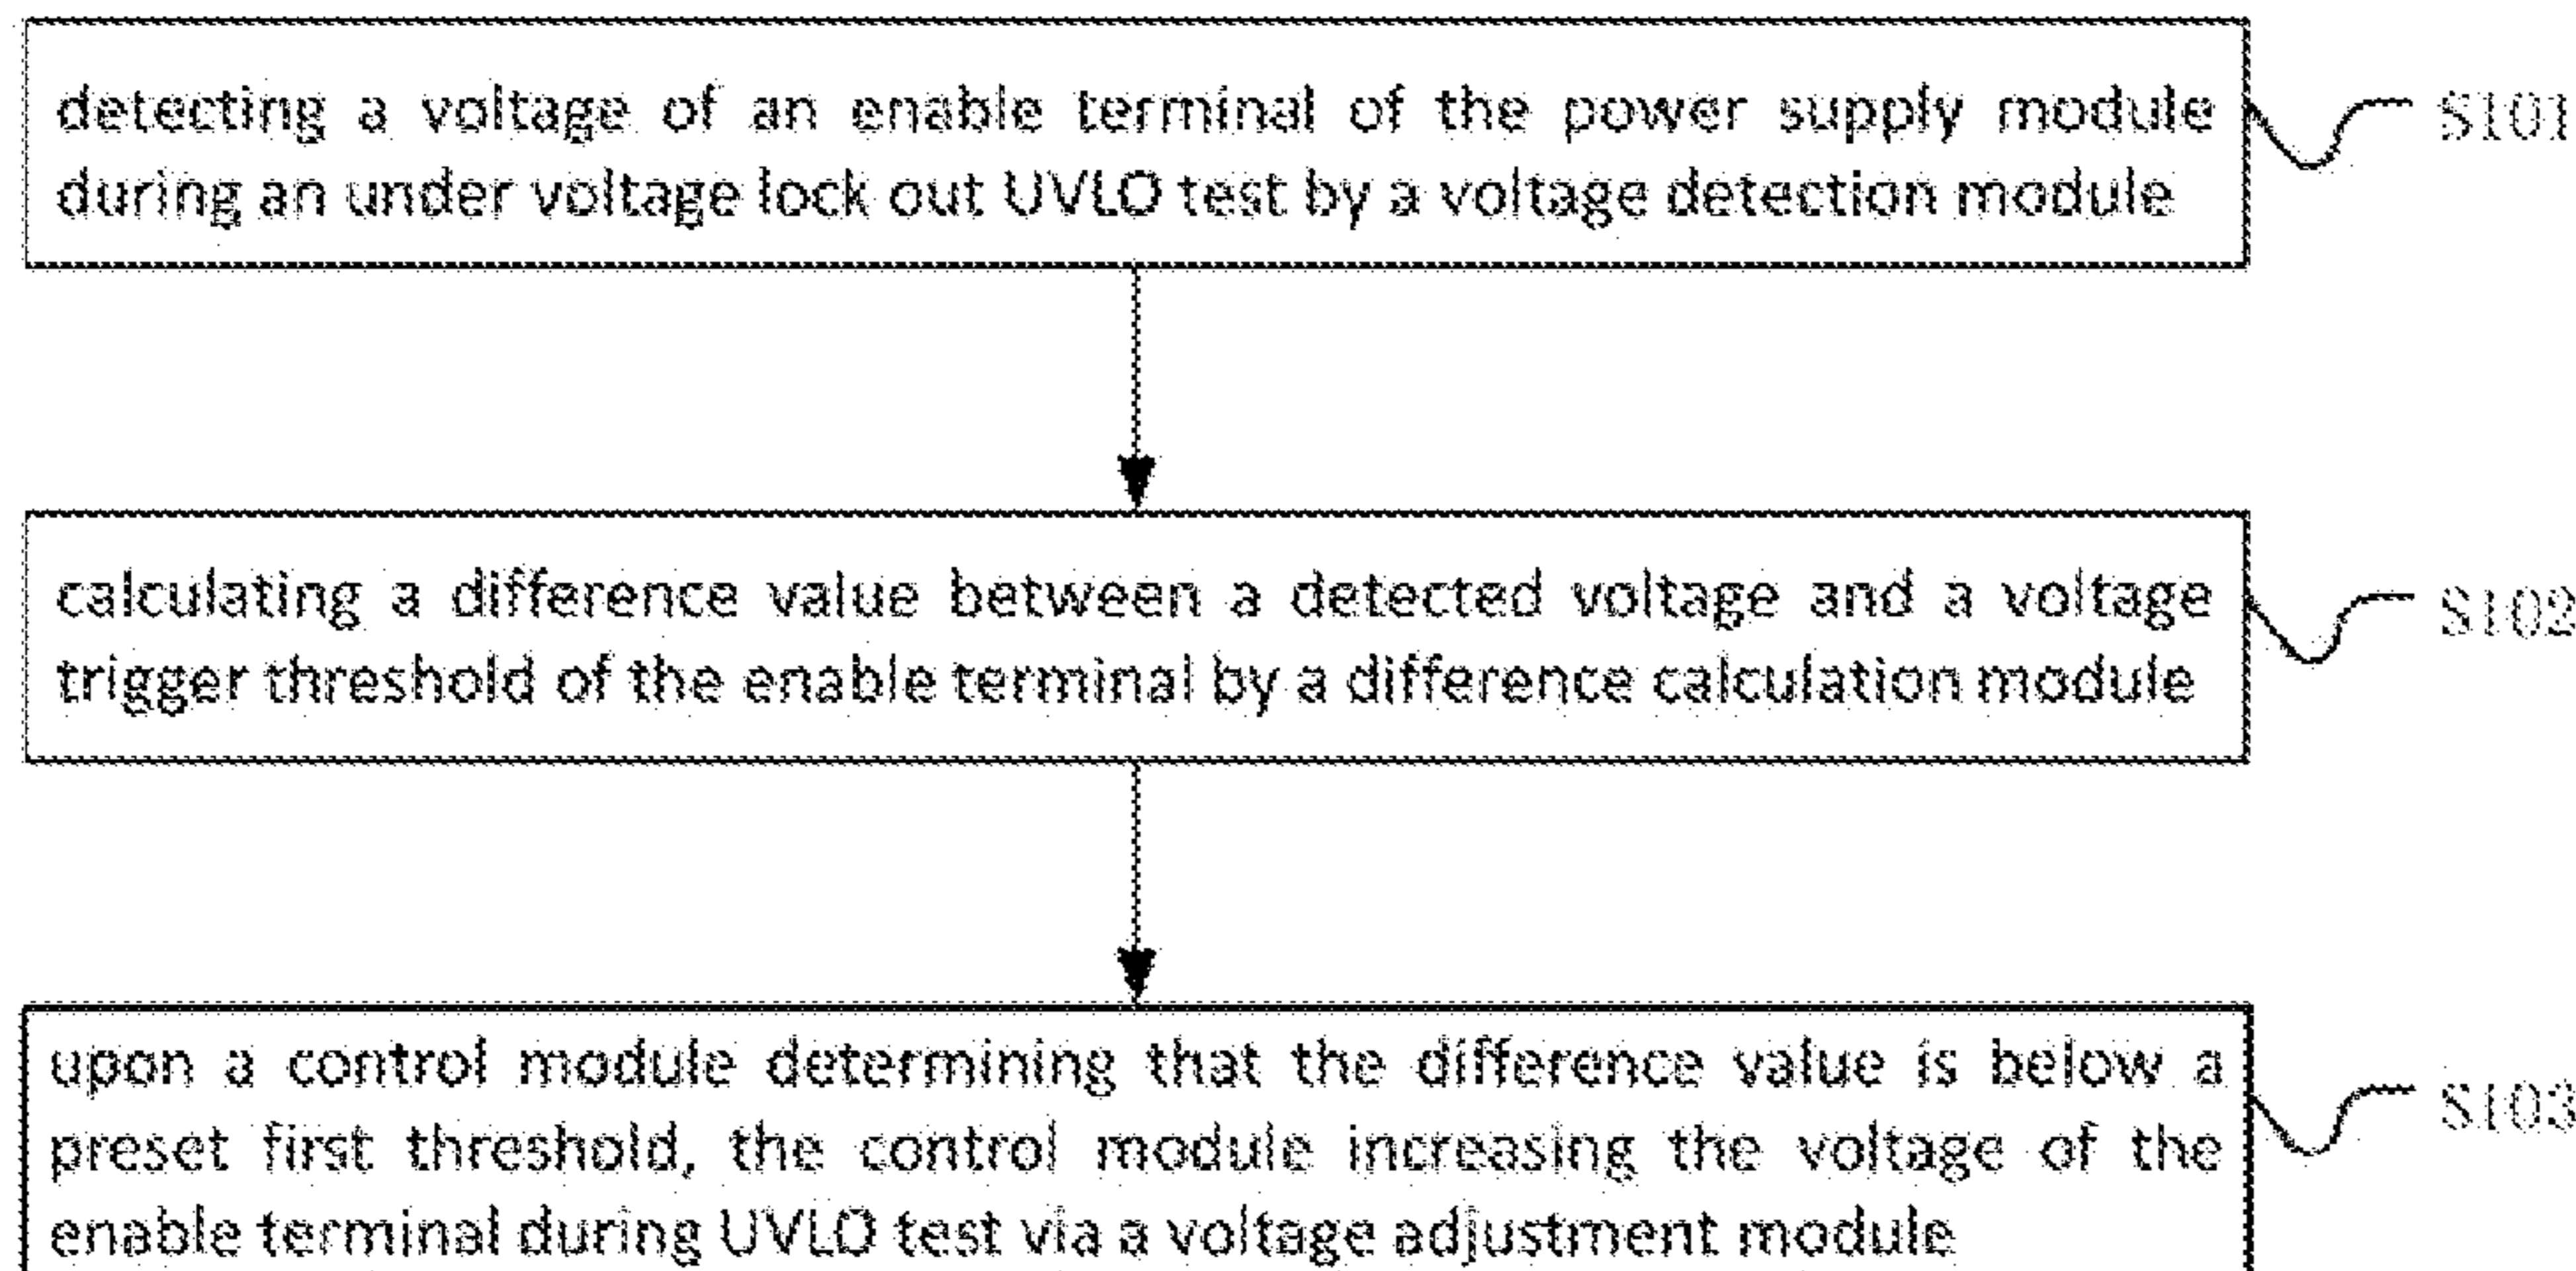 detecting a voltage of an enable terminal of the power supply module
during an under voltage lock out UVLO test by a voltage detection module
S101
calculating a difference value between a detected voltage and a voltage
trigger threshold of the enable terminal by a difference calculation module
S102
upon a control module determining that the difference value is below a
preset first threshold, the control module increasing the voltage of the
enable terminal during UVLO test via a voltage adjustment module
S103